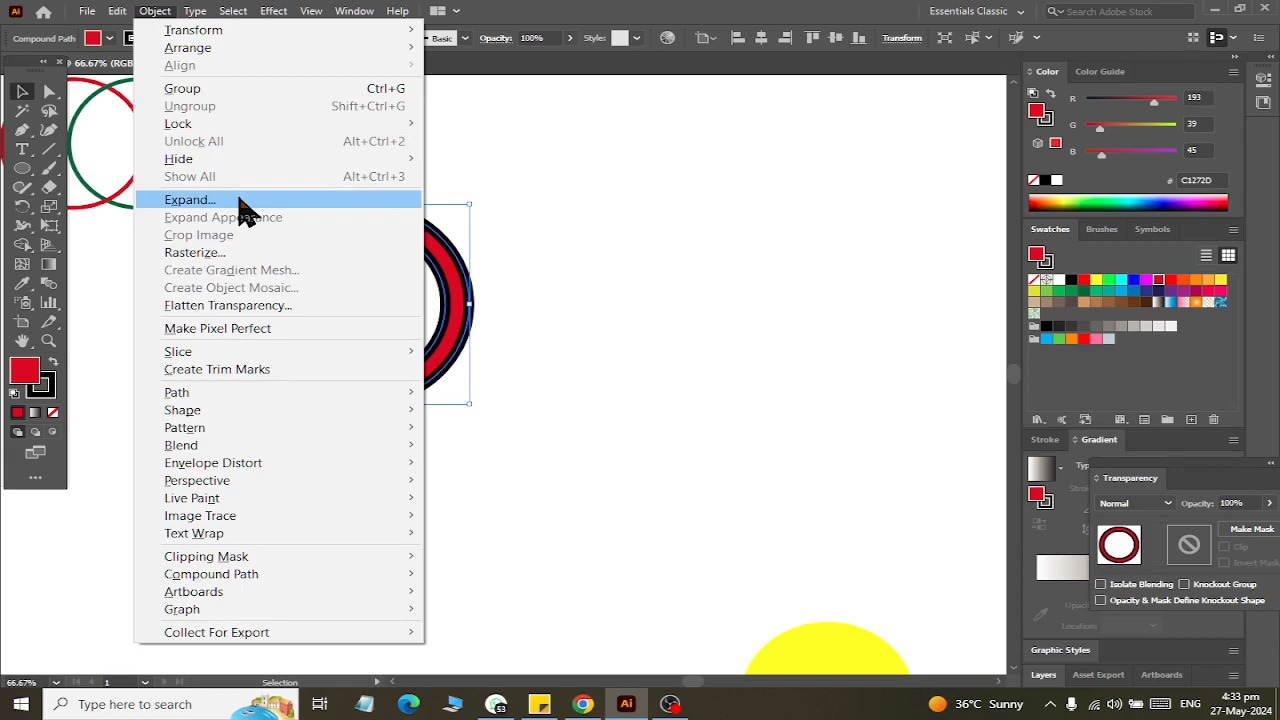 Ai File Edit Object Type Select Effect View Window Help Essentials Classic Search Adobe Stock
Compound Path Basic Opacity: 100% Styles: Transform
66.67% (RGB
Transform
Arrange
Align
Group Ctrl+G
Ungroup Shift+Ctrl+G
Lock
Unlock All Alt+Ctrl+2
Hide
Show All Alt+Ctrl+3
Expand...
Expand Appearance
Crop Image
Rasterize...
Create Gradient Mesh...
Create Object Mosaic...
Flatten Transparency...
Make Pixel Perfect
Slice
Create Trim Marks
Path
Shape
Pattern
Blend
Envelope Distort
Perspective
Live Paint
Image Trace
Text Wrap
Clipping Mask
Compound Path
Artboards
Graph
Collect For Export
Color Color Guide
R 193
G 39
B 45
# C1272D
Swatches Brushes Symbols
Stroke Gradient
Transparency
Normal Opacity: 100%
Make Mask
Clip
Invert Mask
Isolate Blending Knockout Group
Opacity & Mask Define Knockout Shape
Locations
Graphic Styles
Layers Asset Export Artboards
66.67% 1 Selection
Type here to search 53 Ai 36°C Sunny 4:33 pm
27-May-2024